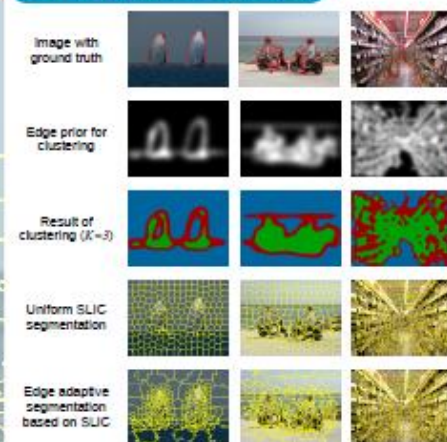 Image with
ground truth
Edge prior for
clustering
Result of
clustering (K=3)
Uniform SLIC
segmentation
Edge adaptive
segmentation
based on SLIC